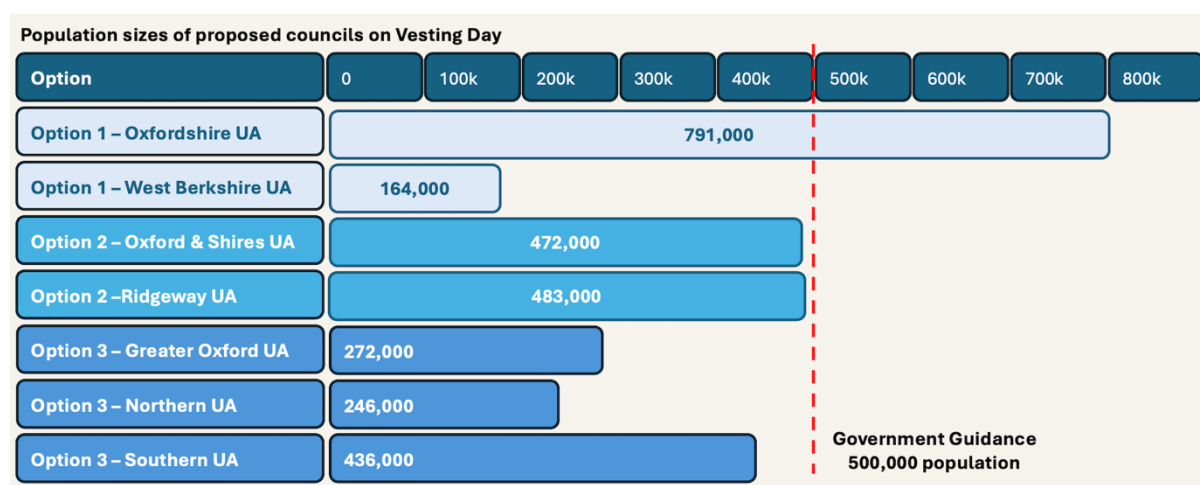 Population sizes of proposed councils on Vesting Day
Option 0 100k 200k 300k 400k 500k 600k 700k 800k
Option 1 – Oxfordshire UA 791,000
Option 1 – West Berkshire UA 164,000
Option 2 – Oxford & Shires UA 472,000
Option 2 –Ridgeway UA 483,000
Option 3 – Greater Oxford UA 272,000
Option 3 – Northern UA 246,000
Option 3 – Southern UA 436,000
Government Guidance
500,000 population